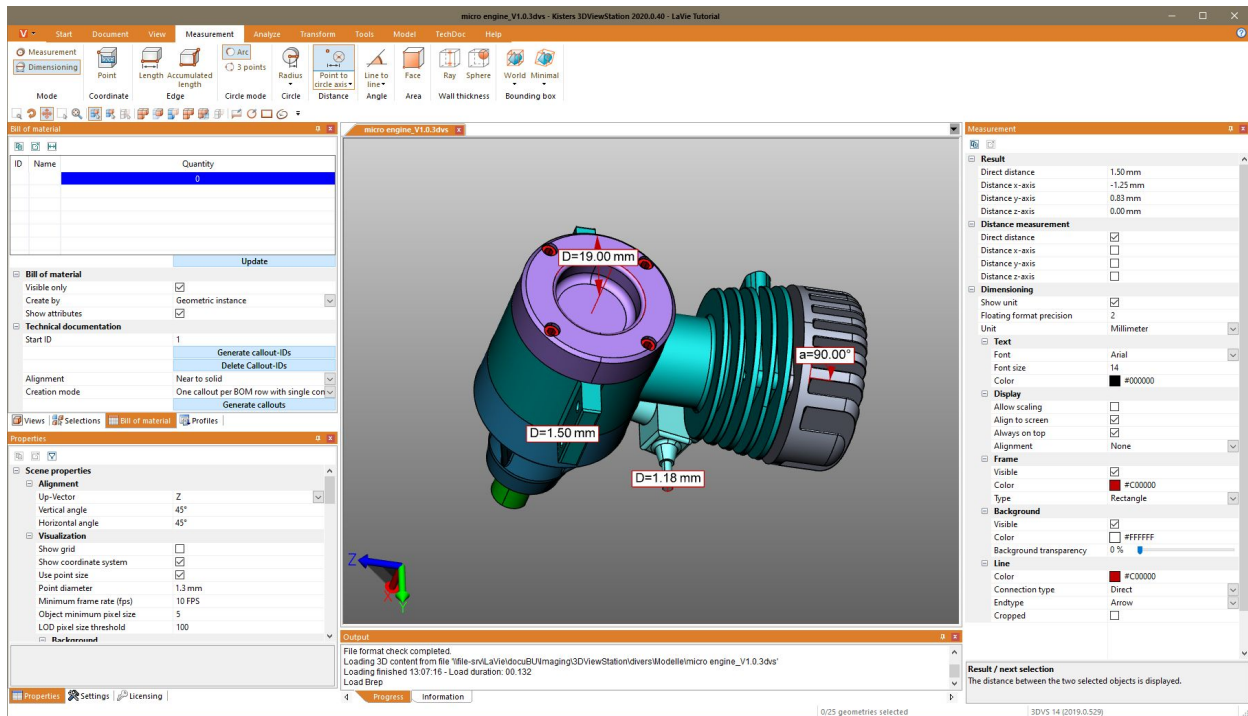 micro engine_V1.0.3dvs - Kisters 3DViewStation 2020.0.40 - LaVie Tutorial
V Start Document View Measurement Analyze Transform Tools Model TechDoc Help
Measurement
Dimensioning
Mode
Point
Coordinate
Length Accumulated length
Edge
Arc
3 points
Circle mode
Radius
Circle
Point to circle axis
Distance
Line to line
Angle
Face
Area
Ray Sphere
Wall thickness
World Minimal
Bounding box
Bill of material
ID Name Quantity
0
Update
Bill of material
Visible only
Create by Geometric instance
Show attributes
Technical documentation
Start ID 1
Generate callout-IDs
Delete Callout-IDs
Alignment Near to solid
Creation mode One callout per BOM row with single con
Generate callouts
Views Selections Bill of material Profiles
Properties
Scene properties
Alignment
Up-Vector Z
Vertical angle 45°
Horizontal angle 45°
Visualization
Show grid
Show coordinate system
Use point size
Point diameter 1.3 mm
Minimum frame rate (fps) 10 FPS
Object minimum pixel size 5
LOD pixel size threshold 100
Background
Properties Settings Licensing
micro engine_V1.0.3dvs
D=19.00 mm
a=90.00°
D=1.50 mm
D=1.18 mm
Z
X
Y
Output
File format check completed.
Loading 3D content from file '\\file-srv\LaVie\docuBU\Imaging\3DViewStation\divers\Modelle\micro engine_V1.0.3dvs'
Loading finished 13:07:16 - Load duration: 00.132
Load Brep
Progress Information
Measurement
Result
Direct distance 1.50 mm
Distance x-axis -1.25 mm
Distance y-axis 0.83 mm
Distance z-axis 0.00 mm
Distance measurement
Direct distance
Distance x-axis
Distance y-axis
Distance z-axis
Dimensioning
Show unit
Floating format precision 2
Unit Millimeter
Text
Font Arial
Font size 14
Color #000000
Display
Allow scaling
Align to screen
Always on top
Alignment None
Frame
Visible
Color #C00000
Type Rectangle
Background
Visible
Color #FFFFFF
Background transparency 0 %
Line
Color #C00000
Connection type Direct
Endtype Arrow
Cropped
Result / next selection
The distance between the two selected objects is displayed.
0/25 geometries selected 3DVS 14 (2019.0.529)